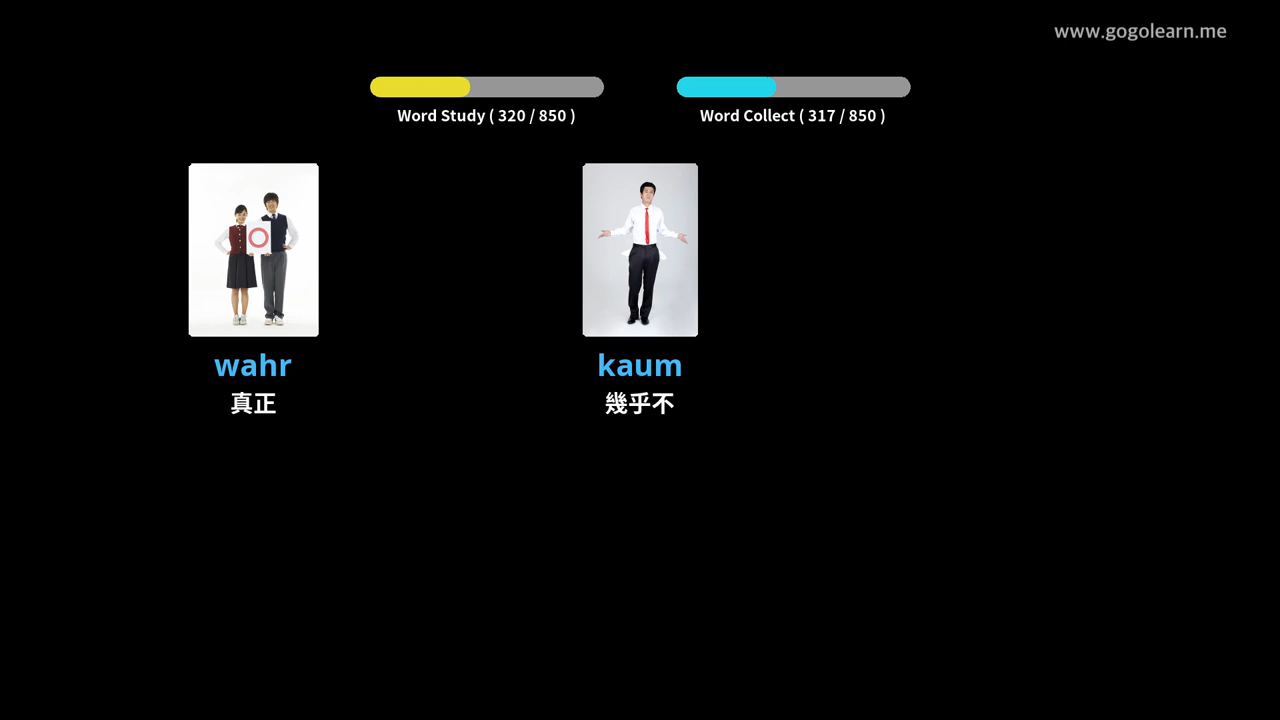 www.gogolearn.me
Word Study ( 320 / 850 )
Word Collect ( 317 / 850 )
wahr
真正
kaum
幾乎不